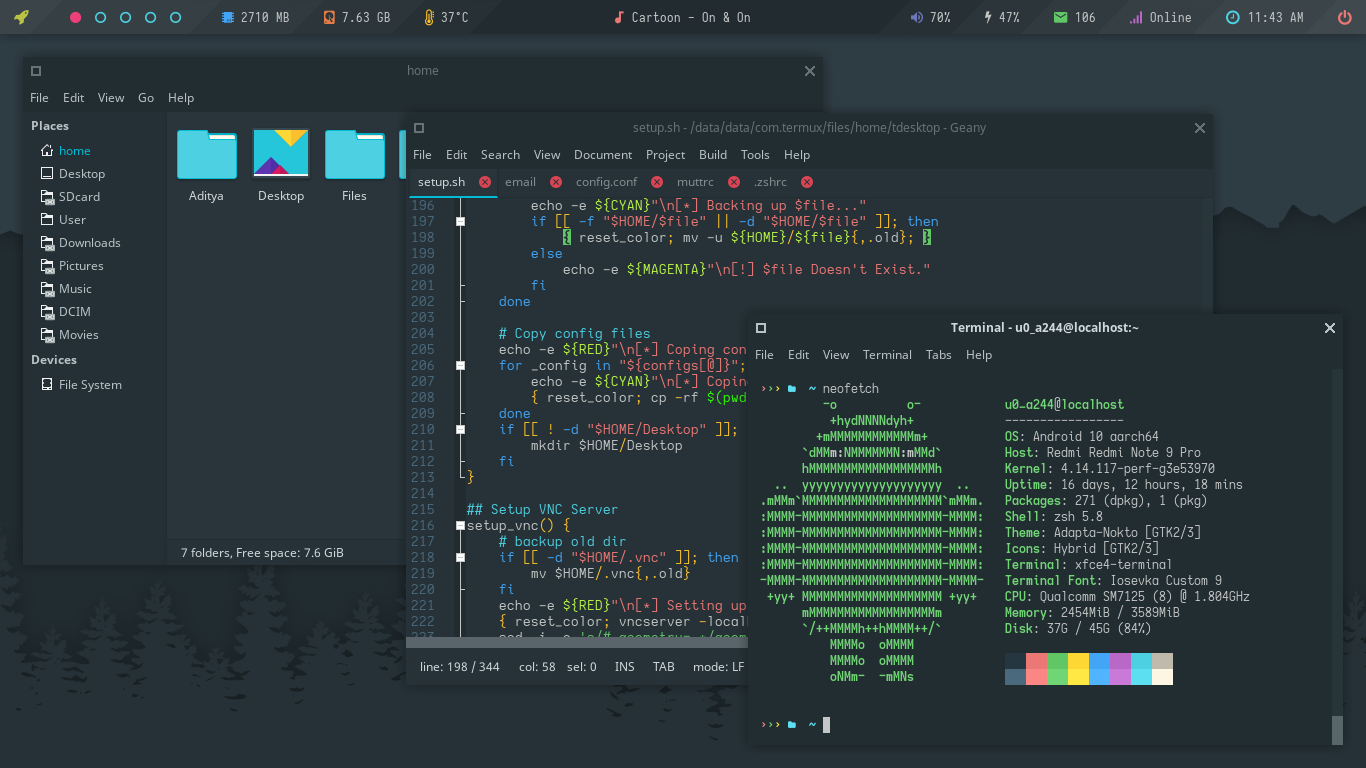 2710 MB 7.63 GB 37°C Cartoon - On & On 70% 47% 106 Online 11:43 AM
home
File Edit View Go Help
Places
home
Desktop
SDcard
User
Downloads
Pictures
Music
DCIM
Movies
Devices
File System
Aditya Desktop Files
7 folders, Free space: 7.6 GiB
setup.sh - /data/data/com.termux/files/home/tdesktop - Geany
File Edit Search View Document Project Build Tools Help
setup.sh email config.conf muttrc .zshrc
196 echo -e ${CYAN}"\n[*] Backing up $file..."
197 if [[ -f "$HOME/$file" || -d "$HOME/$file" ]]; then
198 { reset_color; mv -u ${HOME}/${file}{,.old}; }
199 else
200 echo -e ${MAGENTA}"\n[!] $file Doesn't Exist."
201 fi
202 done
203
204 # Copy config files
205 echo -e ${RED}"\n[*] Coping con
206 for _config in "${configs[@]}";
207 echo -e ${CYAN}"\n[*] Coping
208 { reset_color; cp -rf $(pwd
209 done
210 if [[ ! -d "$HOME/Desktop" ]];
211 mkdir $HOME/Desktop
212 fi
213 }
214
215 ## Setup VNC Server
216 setup_vnc() {
217 # backup old dir
218 if [[ -d "$HOME/.vnc" ]]; then
219 mv $HOME/.vnc{,.old}
220 fi
221 echo -e ${RED}"\n[*] Setting up
222 { reset_color; vncserver -local
line: 198 / 344 col: 58 sel: 0 INS TAB mode: LF
Terminal - u0_a244@localhost:~
File Edit View Terminal Tabs Help
››› ~ neofetch
-o o- u0_a244@localhost
+hydNNNNdyh+ -----------------
+mMMMMMMMMMMMMm+ OS: Android 10 aarch64
`dMMm:NMMMMMMN:mMMd` Host: Redmi Redmi Note 9 Pro
hMMMMMMMMMMMMMMMMMMh Kernel: 4.14.117-perf-g3e53970
.. yyyyyyyyyyyyyyyyyyyy .. Uptime: 16 days, 12 hours, 18 mins
.mMMm`MMMMMMMMMMMMMMMMMMMM`mMMm. Packages: 271 (dpkg), 1 (pkg)
:MMMM-MMMMMMMMMMMMMMMMMMMM-MMMM: Shell: zsh 5.8
:MMMM-MMMMMMMMMMMMMMMMMMMM-MMMM: Theme: Adapta-Nokto [GTK2/3]
:MMMM-MMMMMMMMMMMMMMMMMMMM-MMMM: Icons: Hybrid [GTK2/3]
:MMMM-MMMMMMMMMMMMMMMMMMMM-MMMM: Terminal: xfce4-terminal
-MMMM-MMMMMMMMMMMMMMMMMMMM-MMMM- Terminal Font: Iosevka Custom 9
+yy+ MMMMMMMMMMMMMMMMMMMM +yy+ CPU: Qualcomm SM7125 (8) @ 1.804GHz
mMMMMMMMMMMMMMMMMMMm Memory: 2454MiB / 3589MiB
`/++MMMMh++hMMMM++/` Disk: 37G / 45G (84%)
MMMMo oMMMM
MMMMo oMMMM
oNMm- -mMNs
››› ~